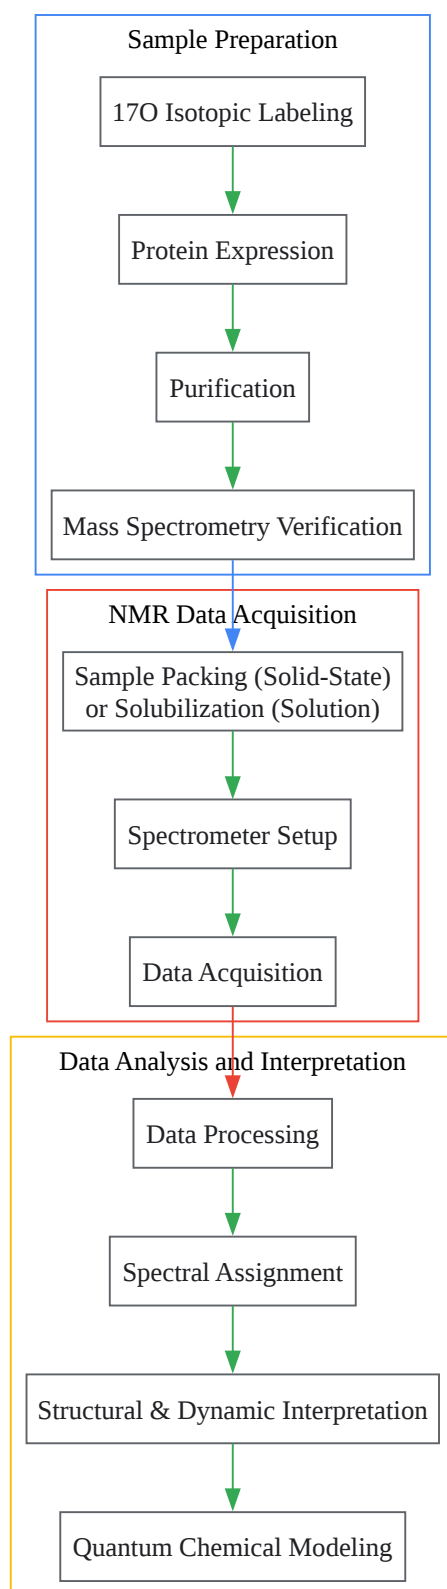 Sample Preparation
17O Isotopic Labeling
Protein Expression
Purification
Mass Spectrometry Verification
NMR Data Acquisition
Sample Packing (Solid-State)
or Solubilization (Solution)
Spectrometer Setup
Data Acquisition
Data Analysis and Interpretation
Data Processing
Spectral Assignment
Structural & Dynamic Interpretation
Quantum Chemical Modeling